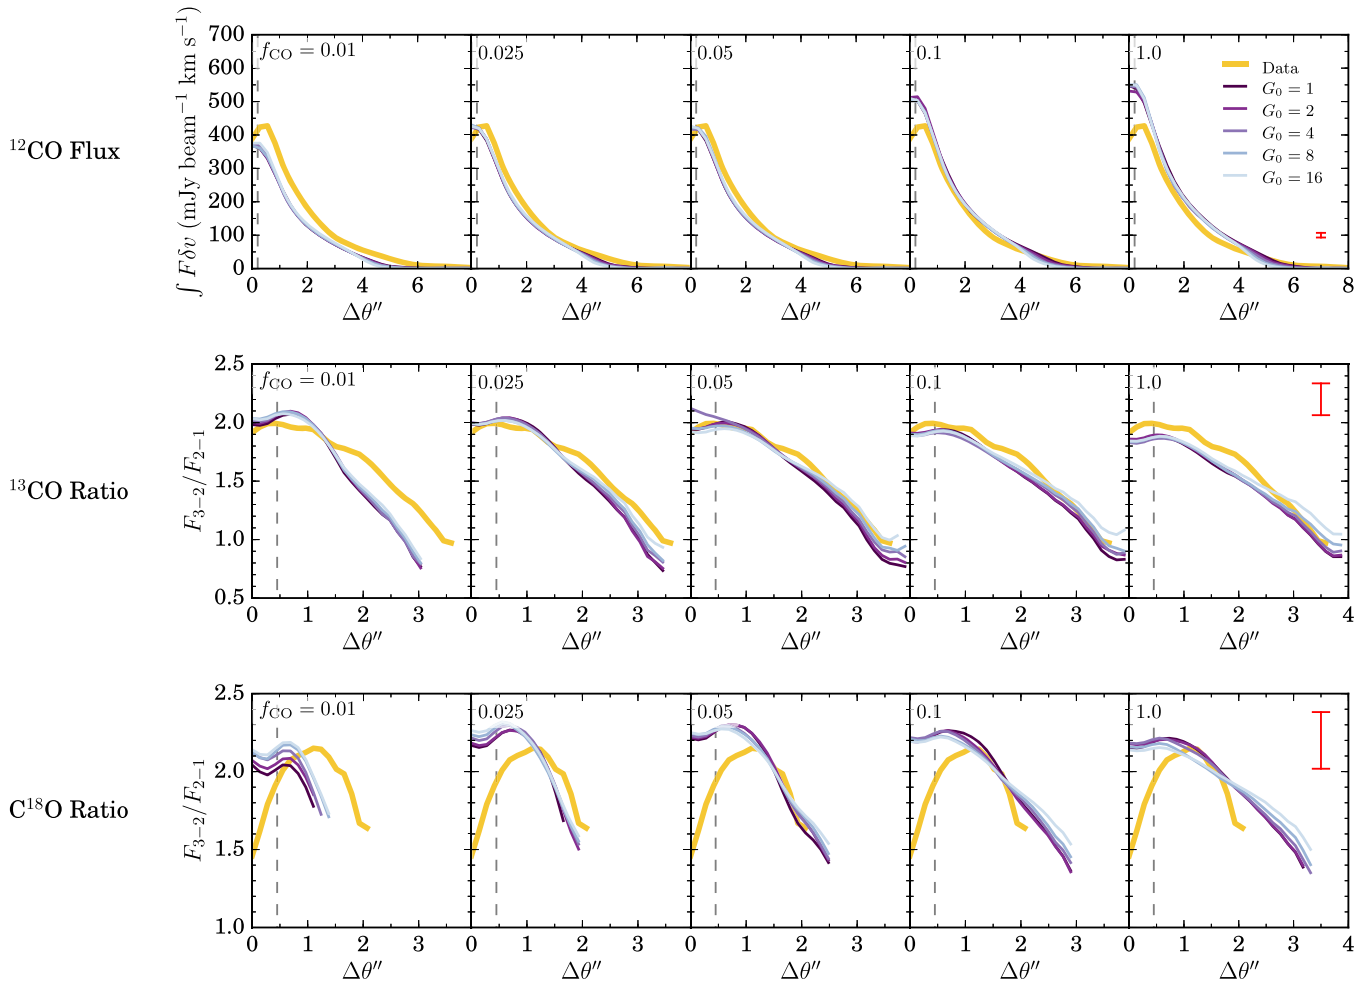 ¹²CO Flux
∫ F δv (mJy beam⁻¹ km s⁻¹)
700
600
500
400
300
200
100
0
f_CO = 0.01
0.025
0.05
0.1
1.0
Data
G₀ = 1
G₀ = 2
G₀ = 4
G₀ = 8
G₀ = 16
0 2 4 6 0 2 4 6 0 2 4 6 0 2 4 6 0 2 4 6 8
Δθ″ Δθ″ Δθ″ Δθ″ Δθ″
¹³CO Ratio
F₃₋₂/F₂₋₁
2.5
2.0
1.5
1.0
0.5
f_CO = 0.01
0.025
0.05
0.1
1.0
0 1 2 3 0 1 2 3 0 1 2 3 0 1 2 3 0 1 2 3 4
Δθ″ Δθ″ Δθ″ Δθ″ Δθ″
C¹⁸O Ratio
F₃₋₂/F₂₋₁
2.5
2.0
1.5
1.0
f_CO = 0.01
0.025
0.05
0.1
1.0
0 1 2 3 0 1 2 3 0 1 2 3 0 1 2 3 0 1 2 3 4
Δθ″ Δθ″ Δθ″ Δθ″ Δθ″